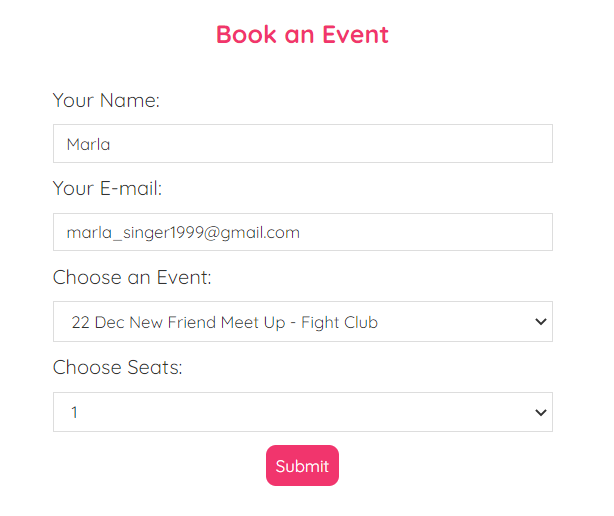 Book an Event
Your Name:
Marla
Your E-mail:
marla_singer1999@gmail.com
Choose an Event:
22 Dec New Friend Meet Up - Fight Club
Choose Seats:
1
Submit